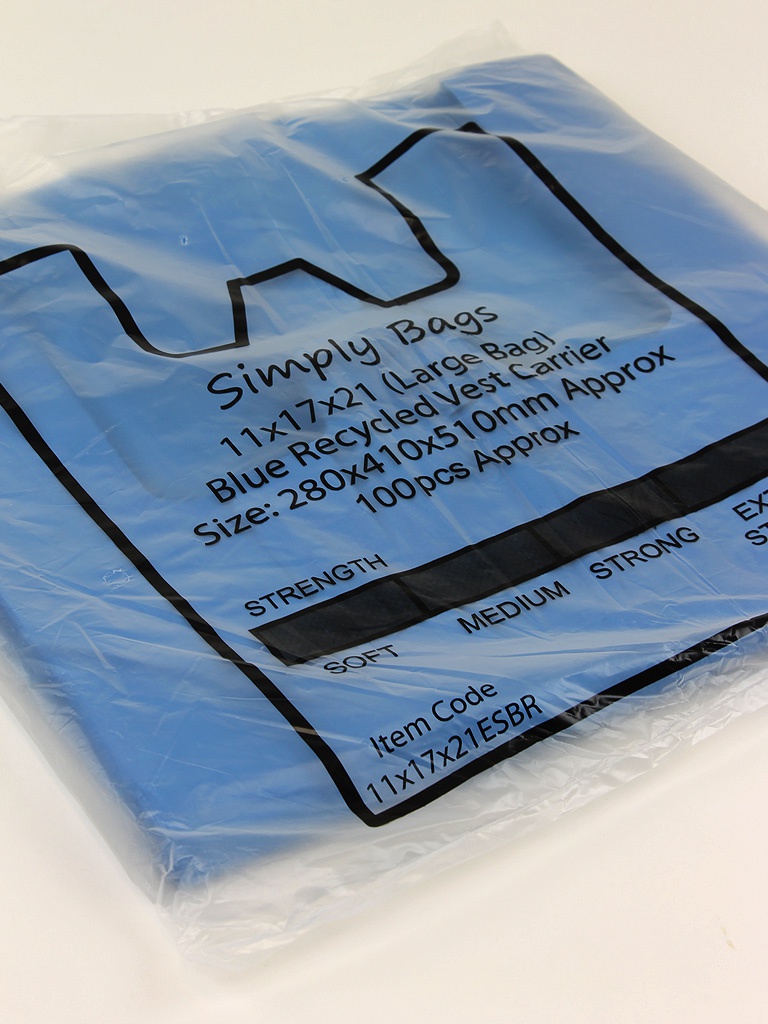 Simply Bags
11x17x21 (Large Bag)
Blue Recycled Vest Carrier
Size: 280x410x510mm Approx
100pcs Approx
STRENGTH
SOFT MEDIUM STRONG
Item Code
11x17x21ESBR